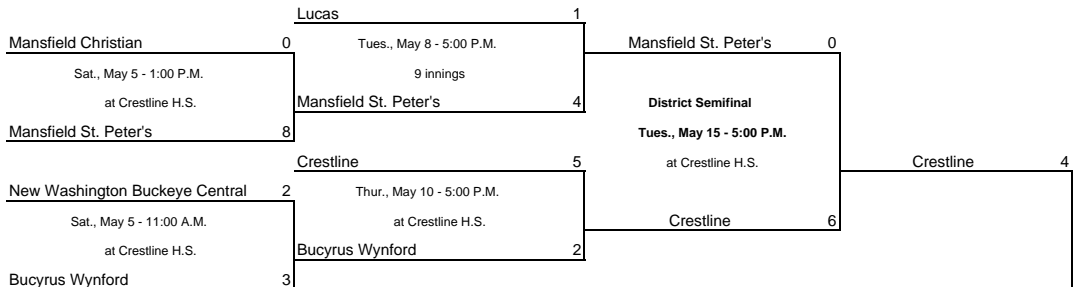 Lucas 1
Mansfield Christian 0 Tues., May 8 - 5:00 P.M. Mansfield St. Peter's 0
Sat., May 5 - 1:00 P.M. 9 innings
at Crestline H.S. Mansfield St. Peter's 4 District Semifinal
Mansfield St. Peter's 8 Tues., May 15 - 5:00 P.M.
Crestline 5 at Crestline H.S. Crestline 4
New Washington Buckeye Central 2 Thur., May 10 - 5:00 P.M.
Sat., May 5 - 11:00 A.M. at Crestline H.S. Crestline 6
at Crestline H.S. Bucyrus Wynford 2
Bucyrus Wynford 3